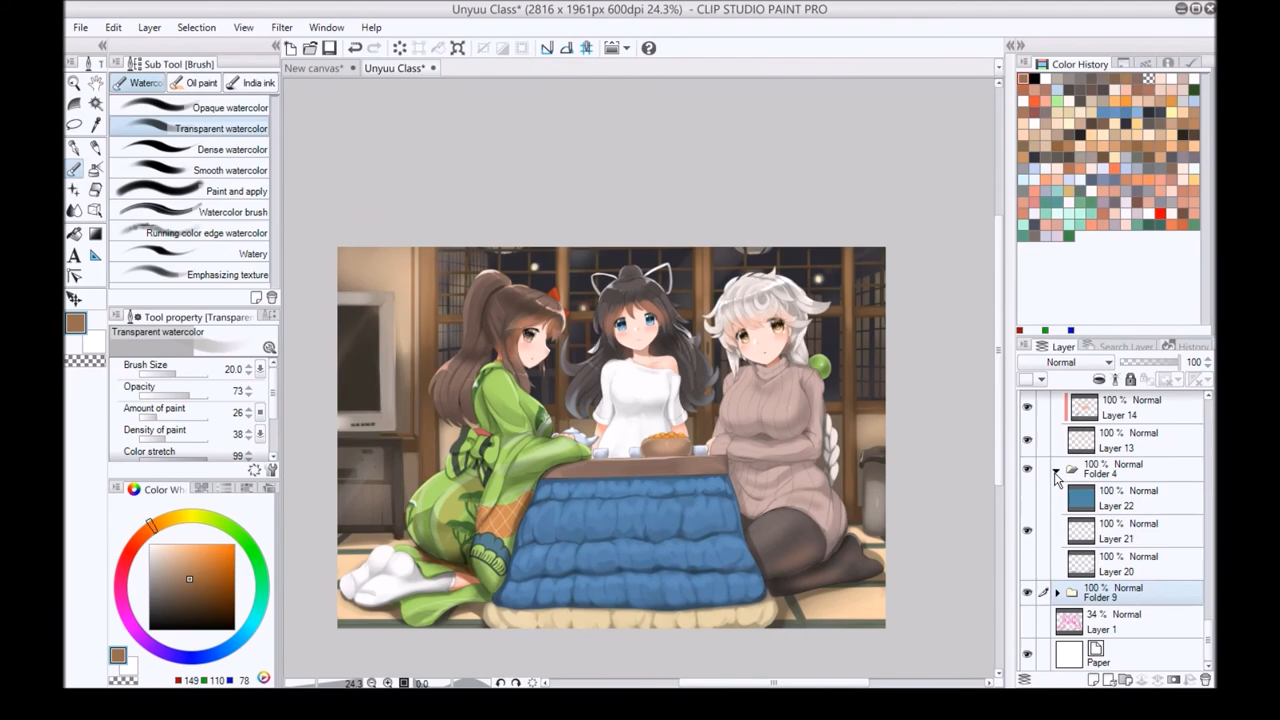 Unyuu Class* (2816 x 1961px 600dpi 24.3%) - CLIP STUDIO PAINT PRO
File Edit Layer Selection View Filter Window Help
Sub Tool [Brush]
New canvas*
Unyuu Class*
Color History
Waterco
Oil paint
India ink
Opaque watercolor
Transparent watercolor
Dense watercolor
Smooth watercolor
Paint and apply
Watercolor brush
Running color edge watercolor
Watery
Emphasizing texture
Tool property [Transparer
Transparent watercolor
Brush Size 20.0
Opacity 73
Amount of paint 26
Density of paint 38
Color stretch 99
Color Wh
149 110 78
24.3
0.0
Layer
Search Layer
History
Normal 100
100 % Normal
Layer 14
100 % Normal
Layer 13
100 % Normal
Folder 4
100 % Normal
Layer 22
100 % Normal
Layer 21
100 % Normal
Layer 20
100 % Normal
Folder 9
34 % Normal
Layer 1
Paper